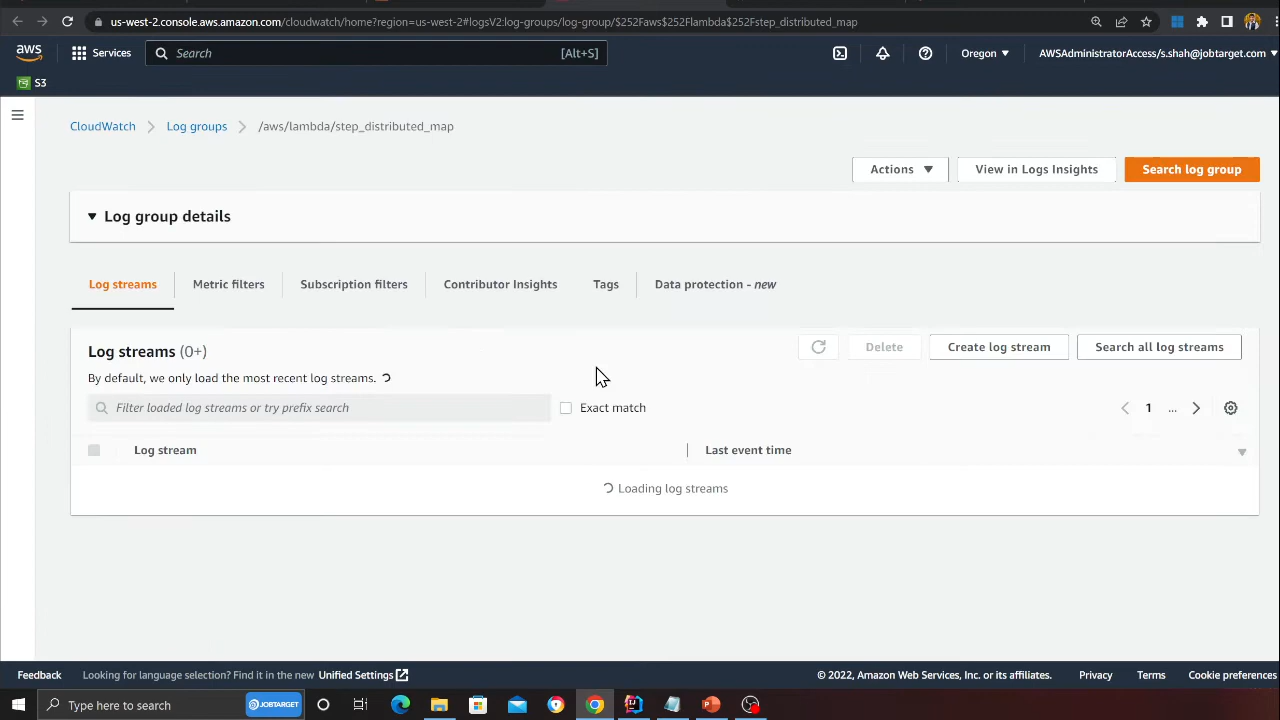 us-west-2.console.aws.amazon.com/cloudwatch/home?region=us-west-2#logsV2:log-groups/log-group/$252Faws$252Flambda$252Fstep_distributed_map
aws Services Search [Alt+S] Oregon AWSAdministratorAccess/s.shah@jobtarget.com
S3
CloudWatch Log groups /aws/lambda/step_distributed_map
Actions View in Logs Insights Search log group
Log group details
Log streams Metric filters Subscription filters Contributor Insights Tags Data protection - new
Log streams (0+) Delete Create log stream Search all log streams
By default, we only load the most recent log streams.
Filter loaded log streams or try prefix search Exact match 1 ...
Log stream Last event time
Loading log streams
Feedback Looking for language selection? Find it in the new Unified Settings © 2022, Amazon Web Services, Inc. or its affiliates. Privacy Terms Cookie preferences
Type here to search JOBTARGET